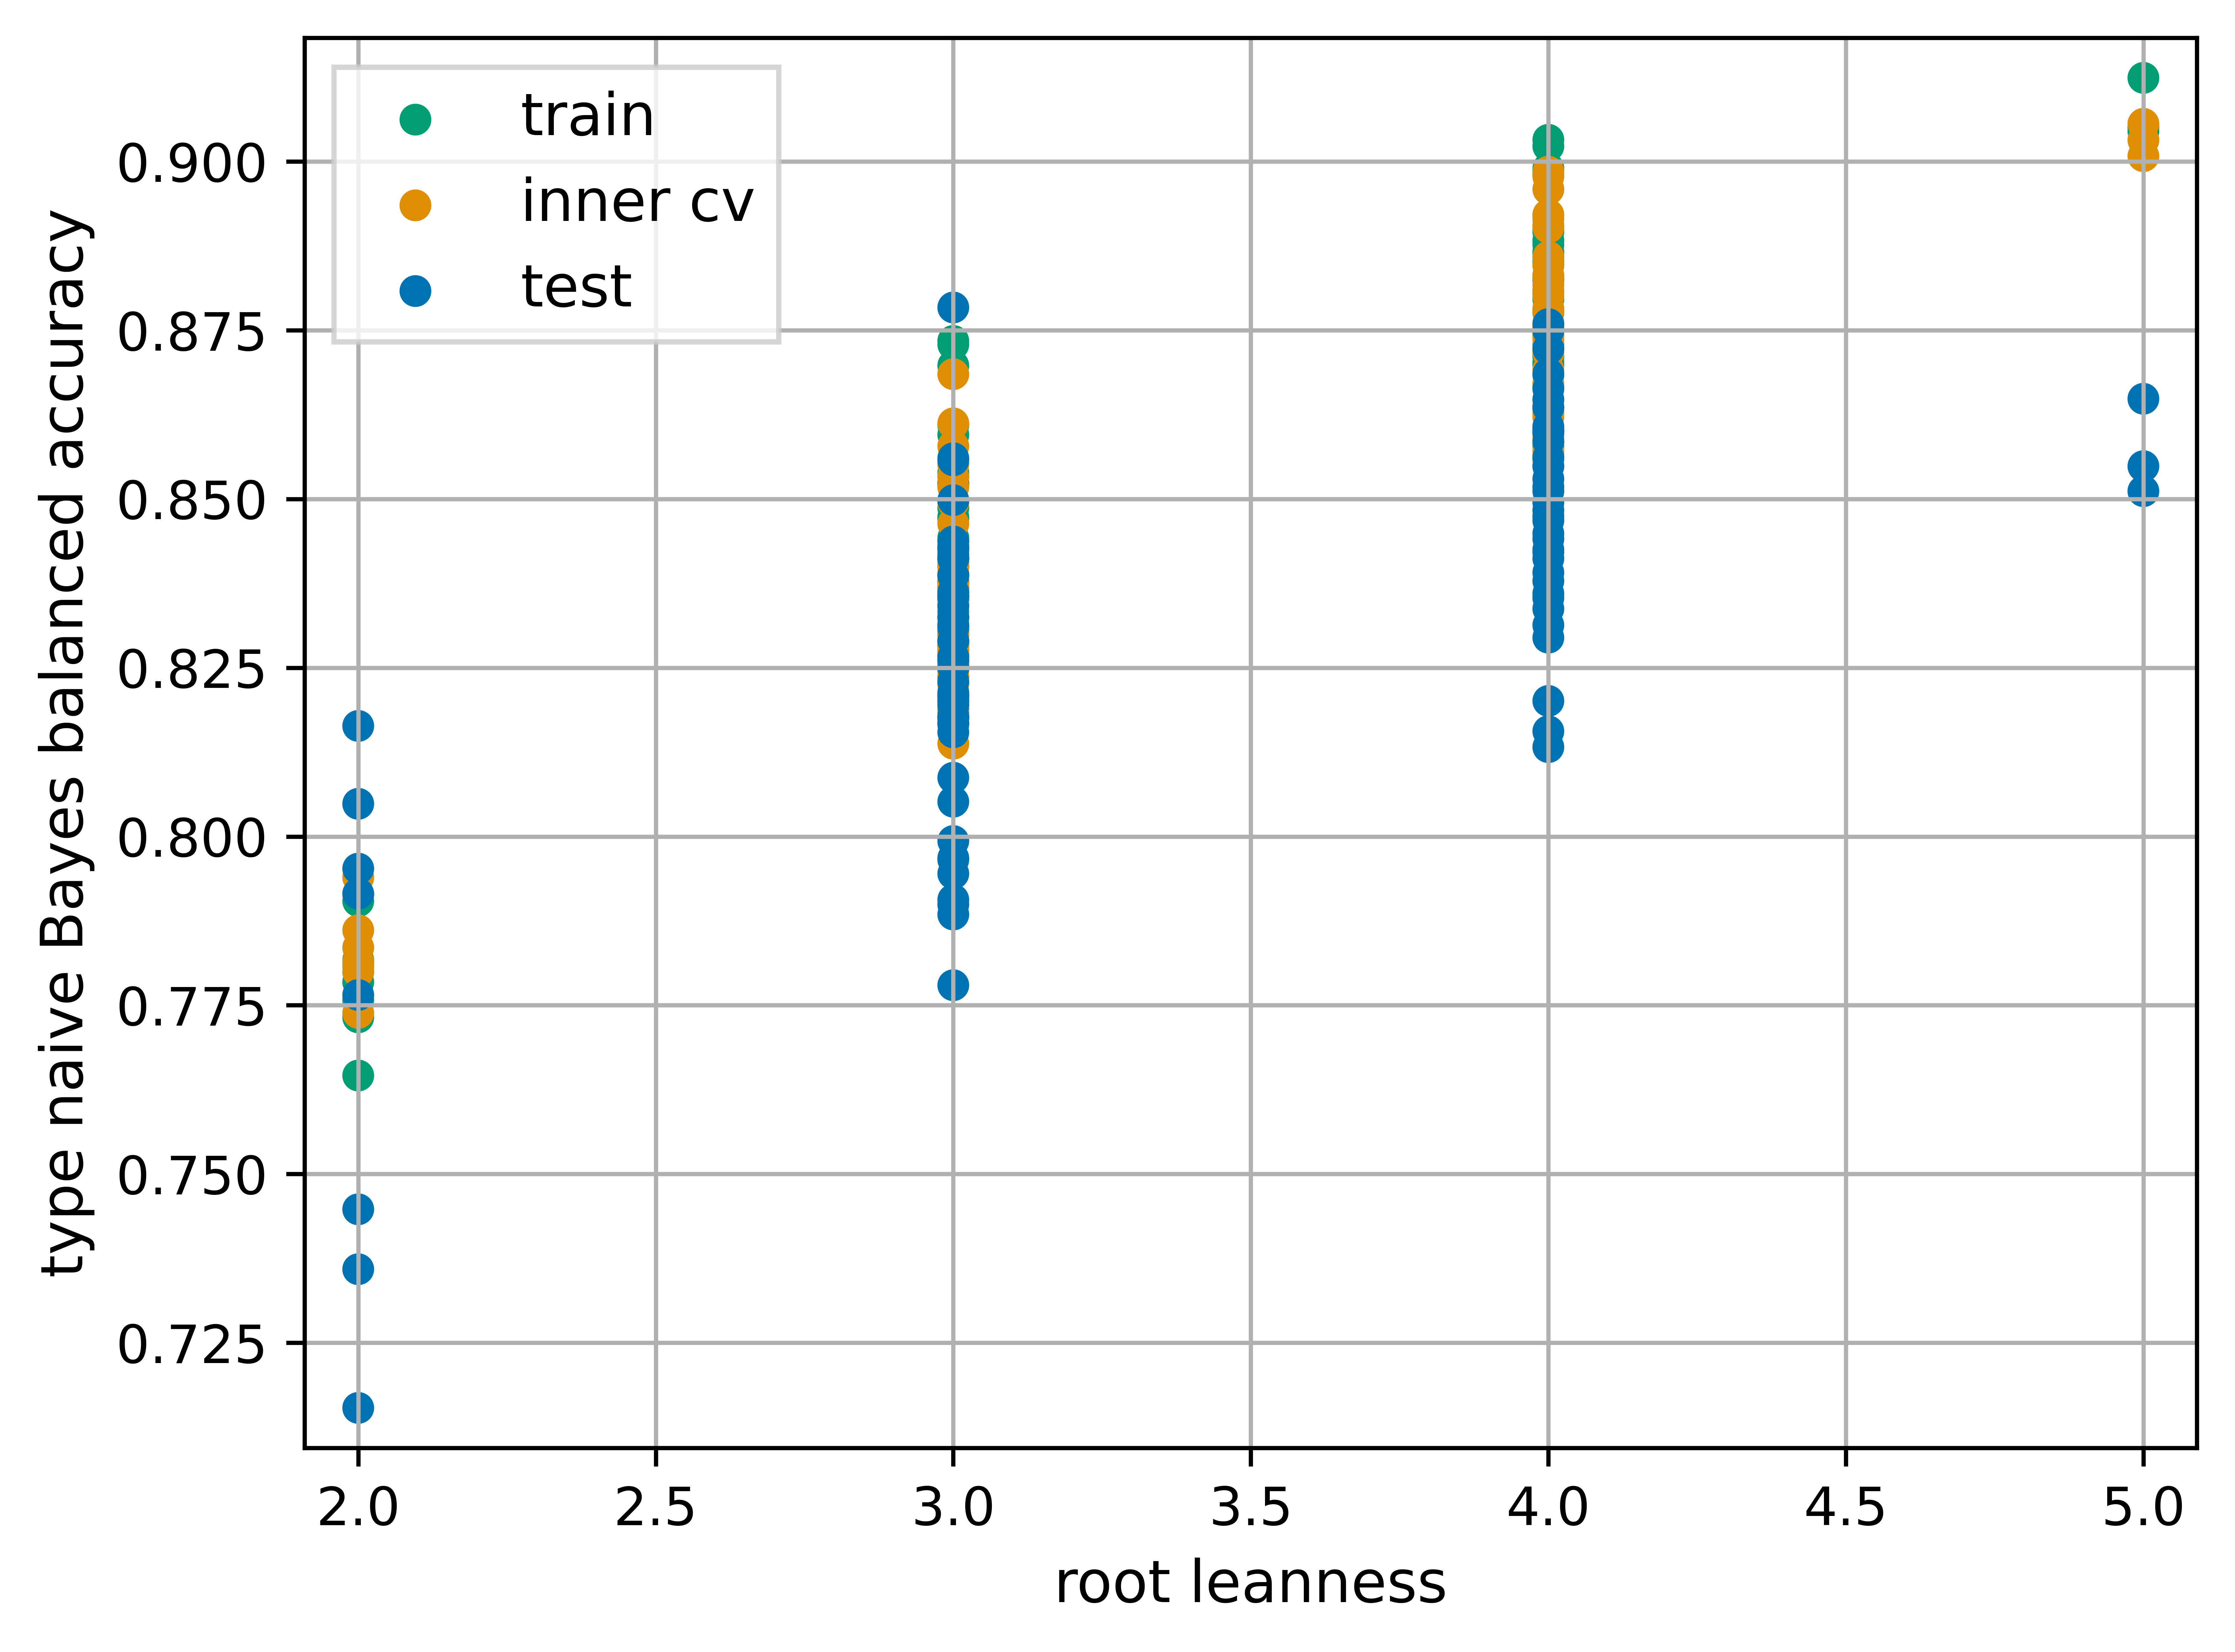 train
inner cv
test
type naive Bayes balanced accuracy
0.900
0.875
0.850
0.825
0.800
0.775
0.750
0.725
2.0 2.5 3.0 3.5 4.0 4.5 5.0
root leanness